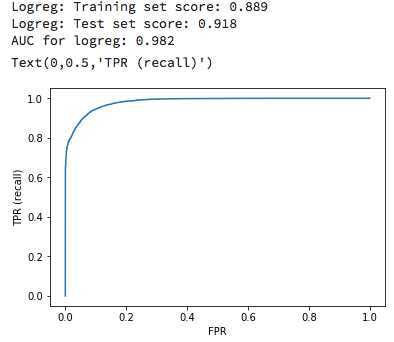 Logreg: Training set score: 0.889
Logreg: Test set score: 0.918
AUC for logreg: 0.982
Text(0,0.5,'TPR (recall)')
1.0
0.8
0.6
0.4
0.2
0.0
TPR (recall)
0.0 0.2 0.4 0.6 0.8 1.0
FPR